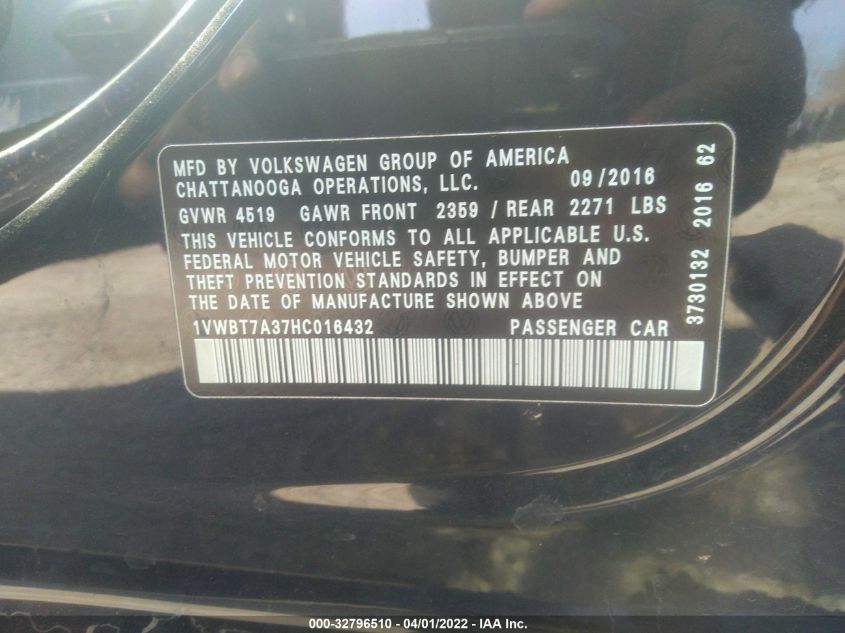 MFD BY VOLKSWAGEN GROUP OF AMERICA
CHATTANOOGA OPERATIONS, LLC. 09/2016
GVWR 4519 GAWR FRONT 2359 / REAR 2271 LBS
THIS VEHICLE CONFORMS TO ALL APPLICABLE U.S.
FEDERAL MOTOR VEHICLE SAFETY, BUMPER AND
THEFT PREVENTION STANDARDS IN EFFECT ON
THE DATE OF MANUFACTURE SHOWN ABOVE
1VWBT7A37HC016432 PASSENGER CAR
3730132 2016 62
000-32796510 - 04/01/2022 - IAA Inc.